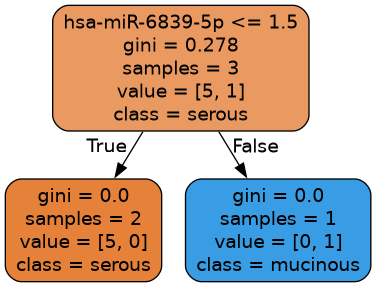 hsa-miR-6839-5p <= 1.5
gini = 0.278
samples = 3
value = [5, 1]
class = serous
True
False
gini = 0.0
samples = 2
value = [5, 0]
class = serous
gini = 0.0
samples = 1
value = [0, 1]
class = mucinous